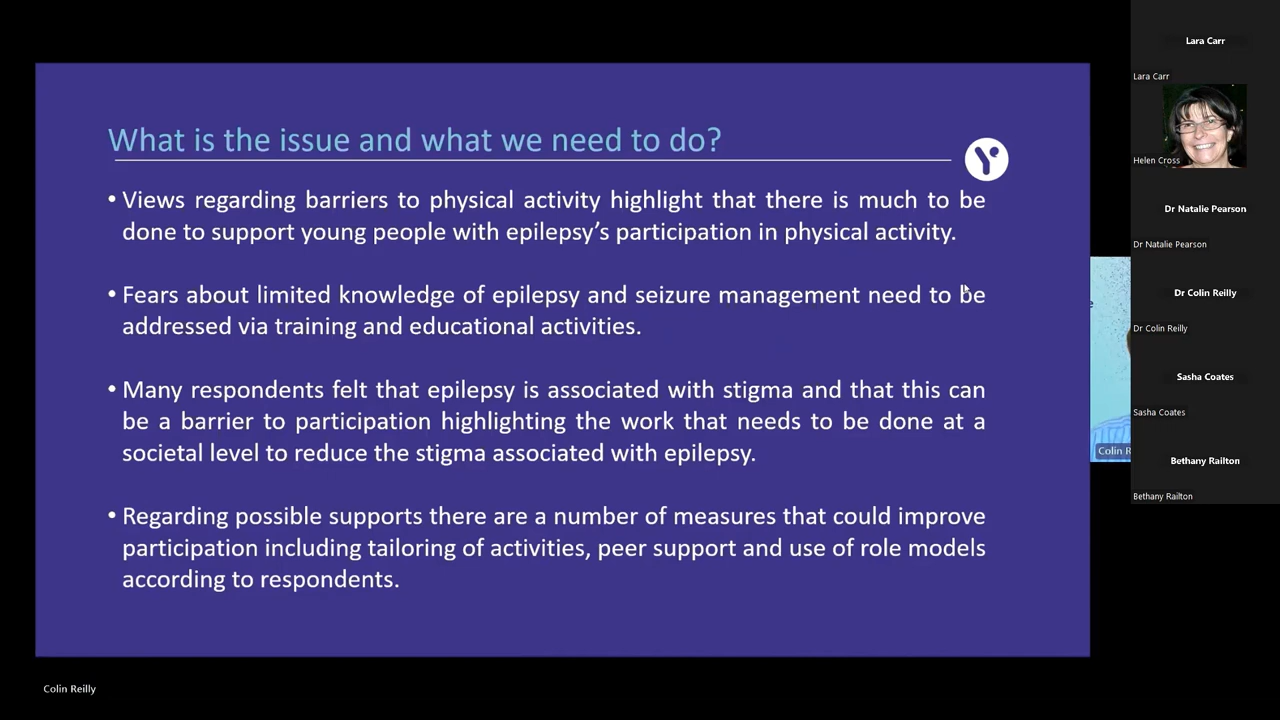 What is the issue and what we need to do?
• Views regarding barriers to physical activity highlight that there is much to be
done to support young people with epilepsy’s participation in physical activity.
• Fears about limited knowledge of epilepsy and seizure management need to be
addressed via training and educational activities.
• Many respondents felt that epilepsy is associated with stigma and that this can
be a barrier to participation highlighting the work that needs to be done at a
societal level to reduce the stigma associated with epilepsy.
• Regarding possible supports there are a number of measures that could improve
participation including tailoring of activities, peer support and use of role models
according to respondents.
Colin Reilly
Colin R
Lara Carr
Lara Carr
Helen Cross
Dr Natalie Pearson
Dr Natalie Pearson
Dr Colin Reilly
Dr Colin Reilly
Sasha Coates
Sasha Coates
Bethany Railton
Bethany Railton